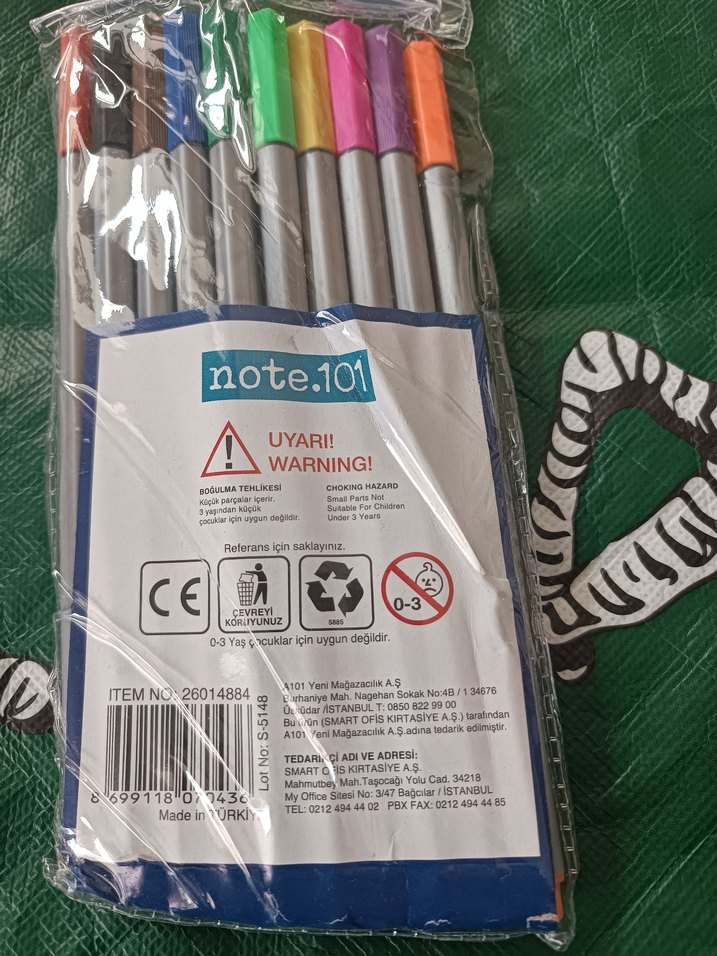 note.101
UYARI!
WARNING!
BOĞULMA TEHLİKESİ
Küçük parçalar içerir.
3 yaşından küçük
çocuklar için uygun değildir.
CHOKING HAZARD
Small Parts Not
Suitable For Children
Under 3 Years
Referans için saklayınız.
CE
ÇEVREYİ
KORUYUNUZ
5885
0-3
0-3 Yaş çocuklar için uygun değildir.
ITEM NO: 26014884
8 699118 070436
Made in TÜRKİY
Lot No: S-5148
A101 Yeni Mağazacılık A.Ş
Burhaniye Mah. Nagehan Sokak No:4B / 1 34676
Üsküdar /İSTANBUL T: 0850 822 99 00
Bu ürün (SMART OFİS KIRTASİYE A.Ş.) tarafından
A101 Yeni Mağazacılık A.Ş.adına tedarik edilmiştir.
TEDARİKÇİ ADI VE ADRESİ:
SMART OFİS KIRTASİYE A.Ş.
Mahmutbey Mah.Taşocağı Yolu Cad. 34218
My Office Sitesi No: 3/47 Bağcılar / İSTANBUL
TEL: 0212 494 44 02 PBX FAX: 0212 494 44 85